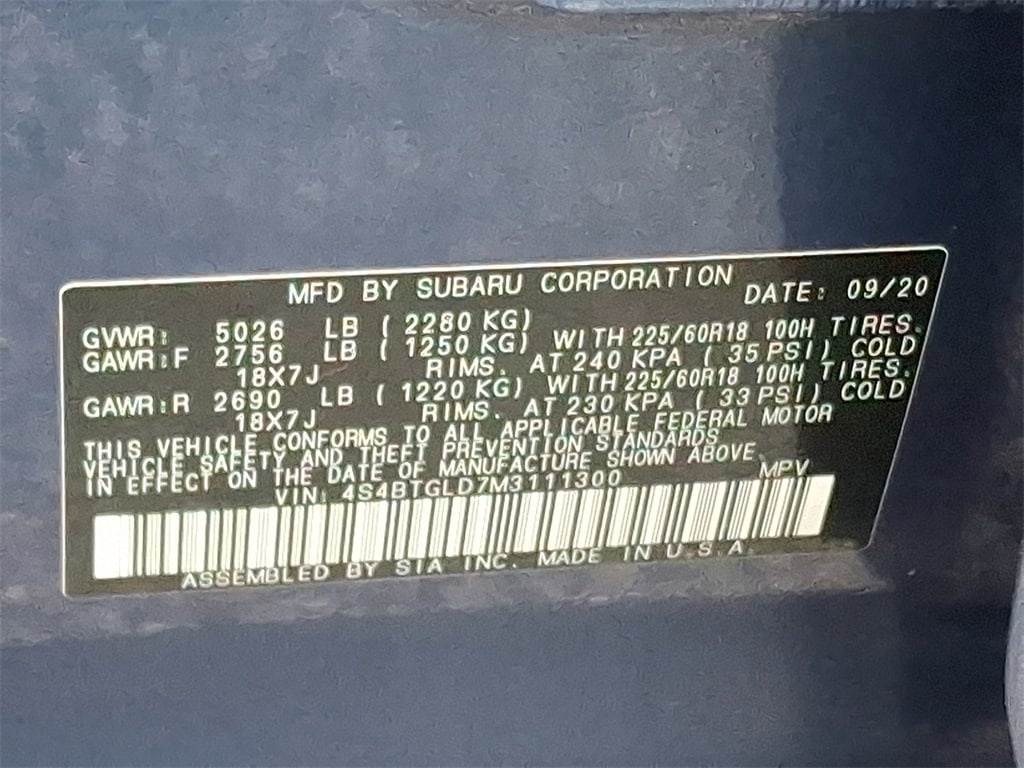 MFD BY SUBARU CORPORATION DATE: 09/20
GVWR: 5026 LB ( 2280 KG)
GAWR:F 2756 LB ( 1250 KG) WITH 225/60R18 100H TIRES.
18X7J RIMS. AT 240 KPA ( 35 PSI) COLD
GAWR:R 2690 LB ( 1220 KG) WITH 225/60R18 100H TIRES.
18X7J RIMS. AT 230 KPA ( 33 PSI) COLD
THIS VEHICLE CONFORMS TO ALL APPLICABLE FEDERAL MOTOR
VEHICLE SAFETY AND THEFT PREVENTION STANDARDS
IN EFFECT ON THE DATE OF MANUFACTURE SHOWN ABOVE.
VIN: 4S4BTGLD7M3111300 MPV
ASSEMBLED BY SIA INC. MADE IN U.S.A.